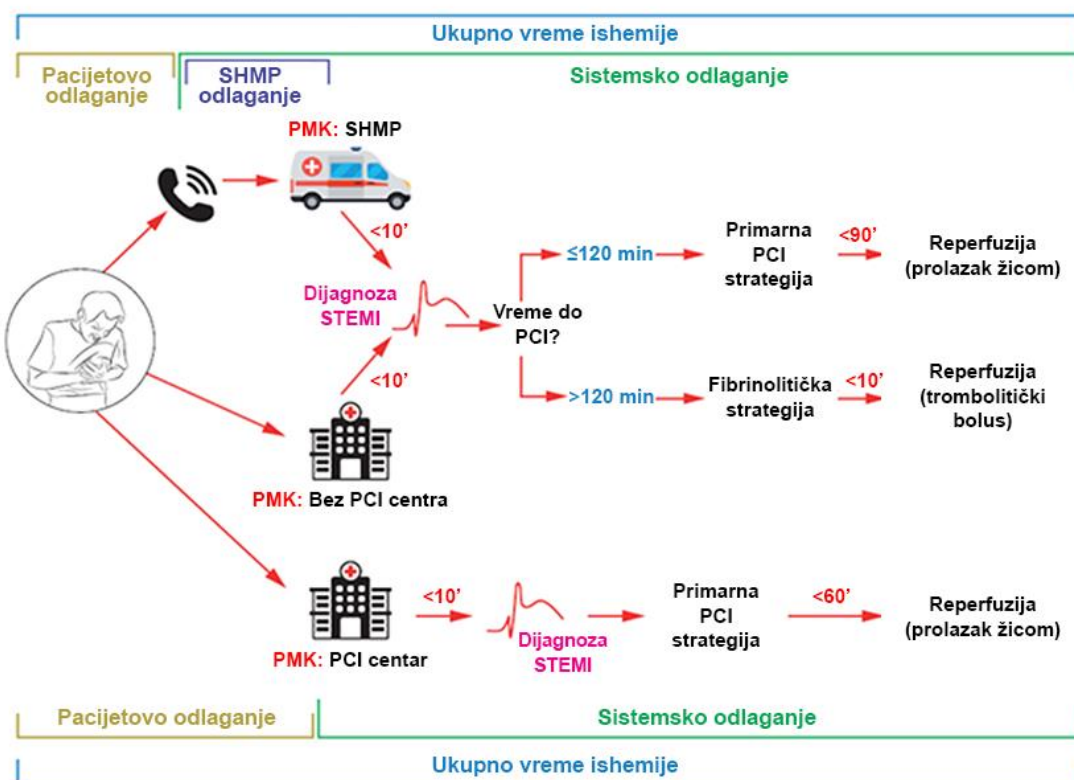 Ukupno vreme ishemije
Pacijetovo
odlaganje
SHMP
odlaganje
Sistemsko odlaganje
PMK: SHMP
<10’
Dijagnoza
STEMI
<10’
Vreme do
PCI?
≤120 min
Primarna
PCI
strategija
<90’
Reperfuzija
(prolazak žicom)
>120 min
Fibrinolitička
strategija
<10’
Reperfuzija
(trombolitički
bolus)
PMK: Bez PCI centra
PMK: PCI centar
<10’
Dijagnoza
STEMI
Primarna
PCI
strategija
<60’
Reperfuzija
(prolazak žicom)
Pacijetovo odlaganje
Sistemsko odlaganje
Ukupno vreme ishemije